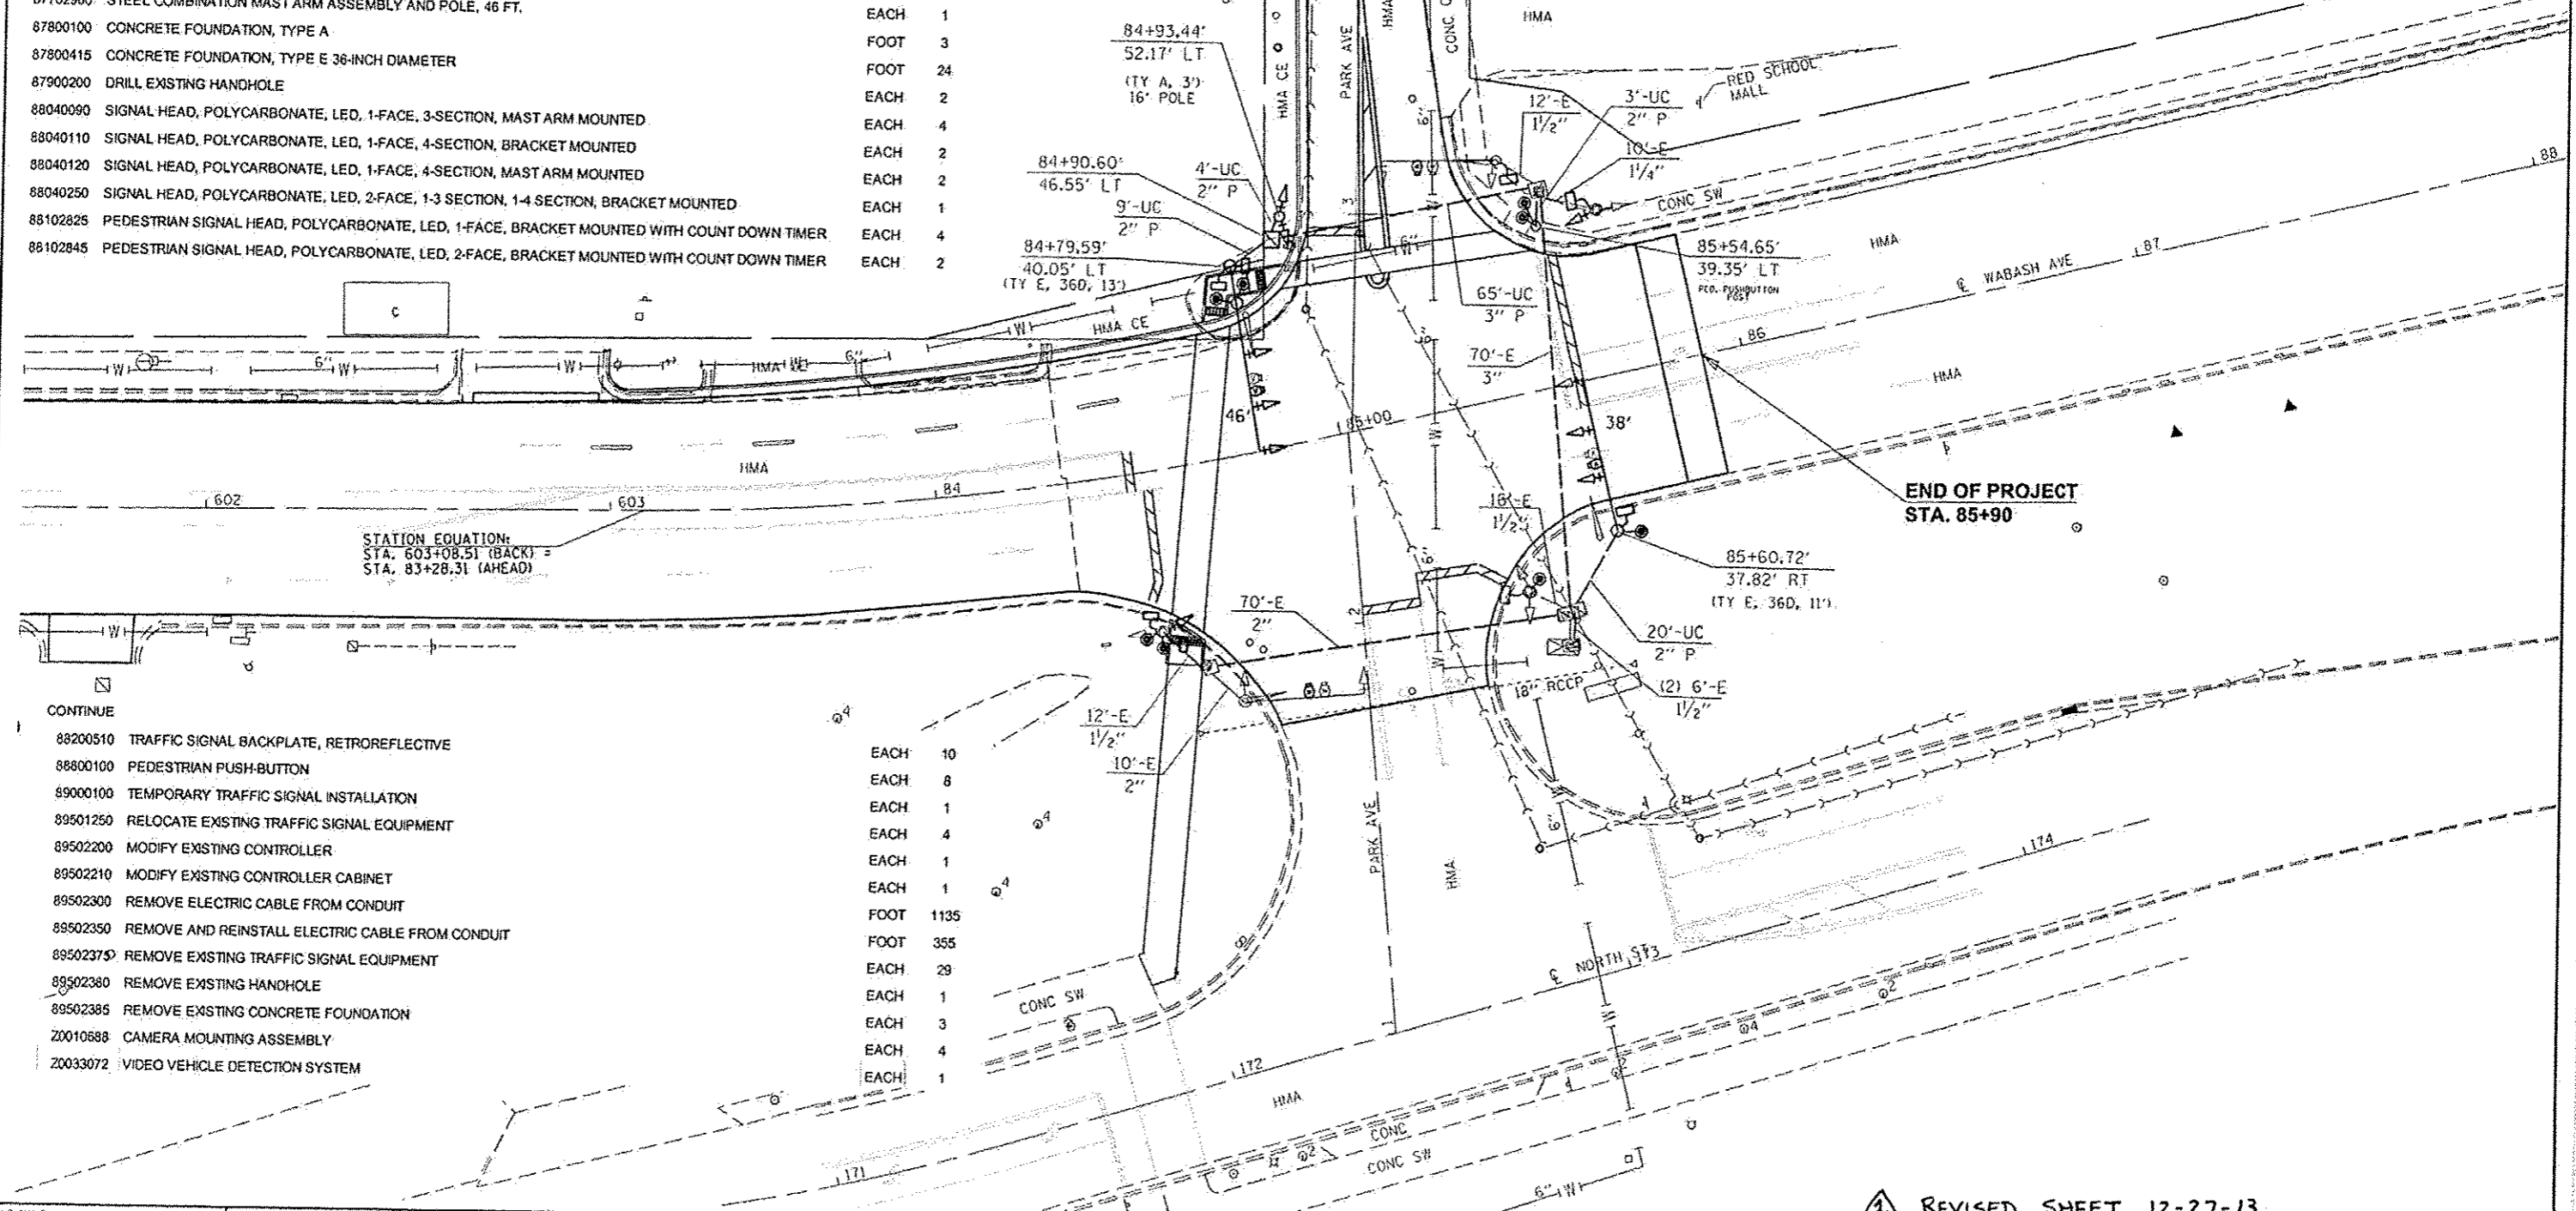 STEEL COMBINATION MAST ARM ASSEMBLY AND POLE, 46 FT. EACH 1
87800100 CONCRETE FOUNDATION, TYPE A FOOT 3
87800415 CONCRETE FOUNDATION, TYPE E 36-INCH DIAMETER FOOT 24
87900200 DRILL EXISTING HANDHOLE EACH 2
88040090 SIGNAL HEAD, POLYCARBONATE, LED, 1-FACE, 3-SECTION, MAST ARM MOUNTED EACH 4
88040110 SIGNAL HEAD, POLYCARBONATE, LED, 1-FACE, 4-SECTION, BRACKET MOUNTED EACH 2
88040120 SIGNAL HEAD, POLYCARBONATE, LED, 1-FACE, 4-SECTION, MAST ARM MOUNTED EACH 2
88040250 SIGNAL HEAD, POLYCARBONATE, LED, 2-FACE, 1-3 SECTION, 1-4 SECTION, BRACKET MOUNTED EACH 1
88102825 PEDESTRIAN SIGNAL HEAD, POLYCARBONATE, LED, 1-FACE, BRACKET MOUNTED WITH COUNT DOWN TIMER EACH 4
88102845 PEDESTRIAN SIGNAL HEAD, POLYCARBONATE, LED, 2-FACE, BRACKET MOUNTED WITH COUNT DOWN TIMER EACH 2
84+93.44'
52.17' LT
(TY A, 3')
16' POLE
84+90.60'
46.55' LT
4'-UC
2" P
9'-UC
2" P
84+79.59'
40.05' LT
(TY E, 36D, 13')
HMA CE
PARK AVE
HMA
CONC
HMA
RED SCHOOL
MALL
12'-E
1½"
3'-UC
2" P
10'-E
1¼"
CONC SW
85+54.65'
39.35' LT
PED. PUSHBUTTON
POST
HMA
88
87
℄ WABASH AVE
86
65'-UC
3" P
70'-E
3"
HMA
38'
46'
85+00
C
W
HMA CE
6"
W
W
6"
W
W
HMA
HMA
602
603
84
STATION EQUATION:
STA. 603+08.51 (BACK) =
STA. 83+28.31 (AHEAD)
END OF PROJECT
STA. 85+90
18'-E
1½"
85+60.72'
37.82' RT
(TY E, 36D, 11')
20'-UC
2" P
(2) 6'-E
1½"
70'-E
2"
18" RCCP
12'-E
1½"
10'-E
2"
W
CONTINUE
88200510 TRAFFIC SIGNAL BACKPLATE, RETROREFLECTIVE EACH 10
88800100 PEDESTRIAN PUSH-BUTTON EACH 8
89000100 TEMPORARY TRAFFIC SIGNAL INSTALLATION EACH 1
89501250 RELOCATE EXISTING TRAFFIC SIGNAL EQUIPMENT EACH 4
89502200 MODIFY EXISTING CONTROLLER EACH 1
89502210 MODIFY EXISTING CONTROLLER CABINET EACH 1
89502300 REMOVE ELECTRIC CABLE FROM CONDUIT FOOT 1135
89502350 REMOVE AND REINSTALL ELECTRIC CABLE FROM CONDUIT FOOT 355
89502375 REMOVE EXISTING TRAFFIC SIGNAL EQUIPMENT EACH 29
89502380 REMOVE EXISTING HANDHOLE EACH 1
89502385 REMOVE EXISTING CONCRETE FOUNDATION EACH 3
Z0010688 CAMERA MOUNTING ASSEMBLY EACH 4
Z0033072 VIDEO VEHICLE DETECTION SYSTEM EACH 1
PARK AVE
HMA
6"
CONC SW
℄ NORTH ST
173
174
172
171
HMA
CONC
CONC SW
6" W
1 REVISED SHEET 12-27-13